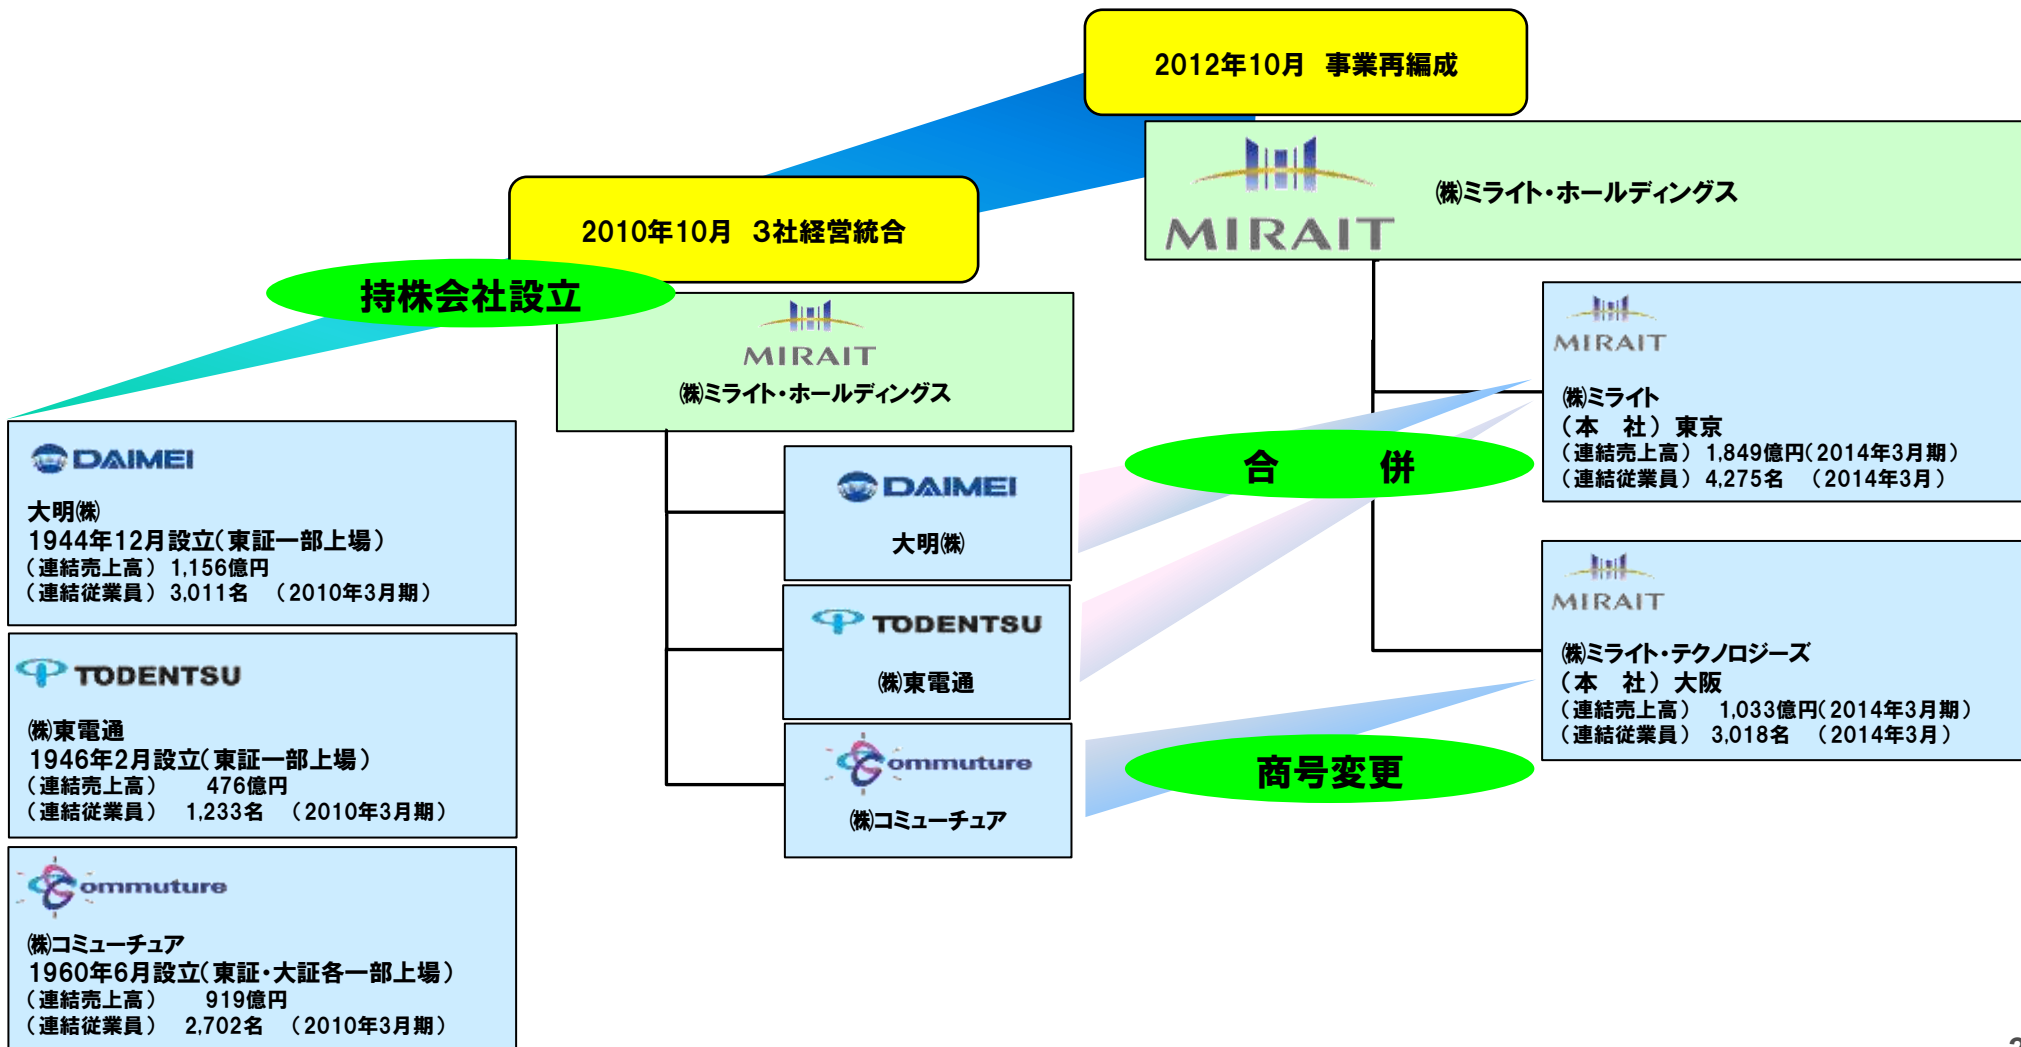 2012年10月 事業再編成
MIRAIT
㈱ミライト・ホールディングス
2010年10月 3社経営統合
持株会社設立
MIRAIT
㈱ミライト・ホールディングス
DAIMEI
大明㈱
1944年12月設立(東証一部上場)
(連結売上高) 1,156億円
(連結従業員) 3,011名 (2010年3月期)
TODENTSU
㈱東電通
1946年2月設立(東証一部上場)
(連結売上高) 476億円
(連結従業員) 1,233名 (2010年3月期)
Commuture
㈱コミューチュア
1960年6月設立(東証・大証各一部上場)
(連結売上高) 919億円
(連結従業員) 2,702名 (2010年3月期)
DAIMEI
大明㈱
TODENTSU
㈱東電通
Commuture
㈱コミューチュア
合 併
商号変更
MIRAIT
㈱ミライト
(本 社) 東京
(連結売上高) 1,849億円(2014年3月期)
(連結従業員) 4,275名 (2014年3月)
MIRAIT
㈱ミライト・テクノロジーズ
(本 社) 大阪
(連結売上高) 1,033億円(2014年3月期)
(連結従業員) 3,018名 (2014年3月)